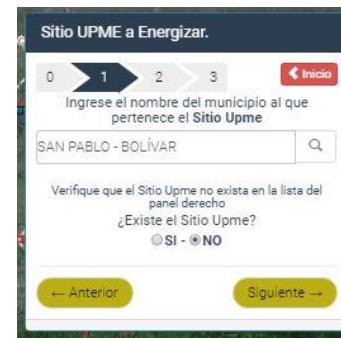 Sitio UPME a Energizar.
0 1 2 3 Inicio
Ingrese el nombre del municipio al que
pertenece el Sitio Upme
SAN PABLO - BOLÍVAR
Verifique que el Sitio Upme no exista en la lista del
panel derecho
¿Existe el Sitio Upme?
SI - NO
← Anterior Siguiente →